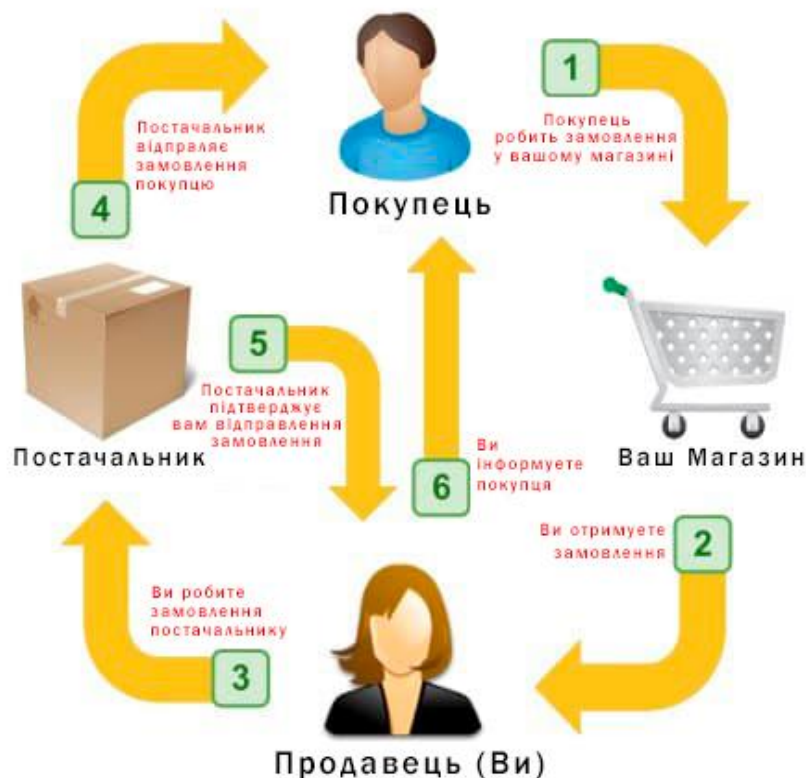 1
Покупець
робить замовлення
у вашому магазині
Постачальник
відпраляє
замовлення
покупцю
4
Покупець
5
Постачальник
підтверджує
вам відправлення
замовлення
Постачальник
Ви
інформуєте
покупця
6
Ваш Магазин
Ви отримуєте
замовлення
2
Ви робите
замовлення
постачальнику
3
Продавець (Ви)